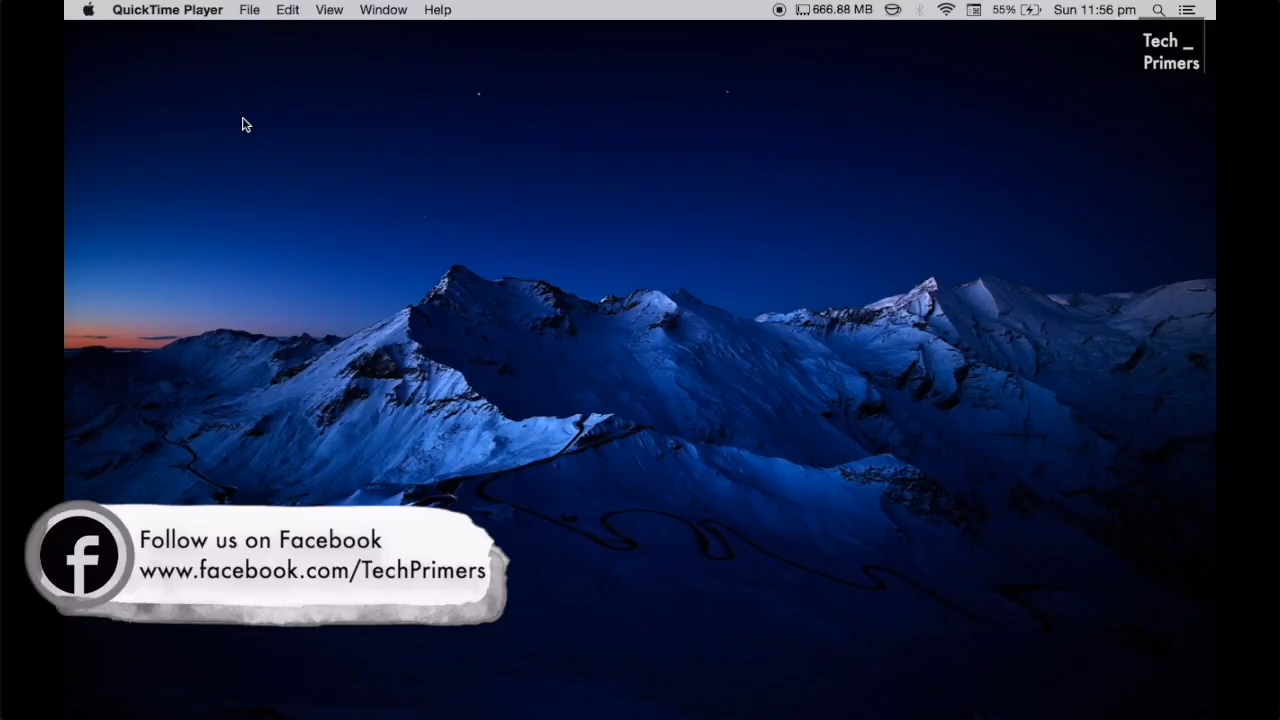 QuickTime Player File Edit View Window Help 666.88 MB 55% Sun 11:56 pm
Tech _
Primers
Follow us on Facebook
www.facebook.com/TechPrimers